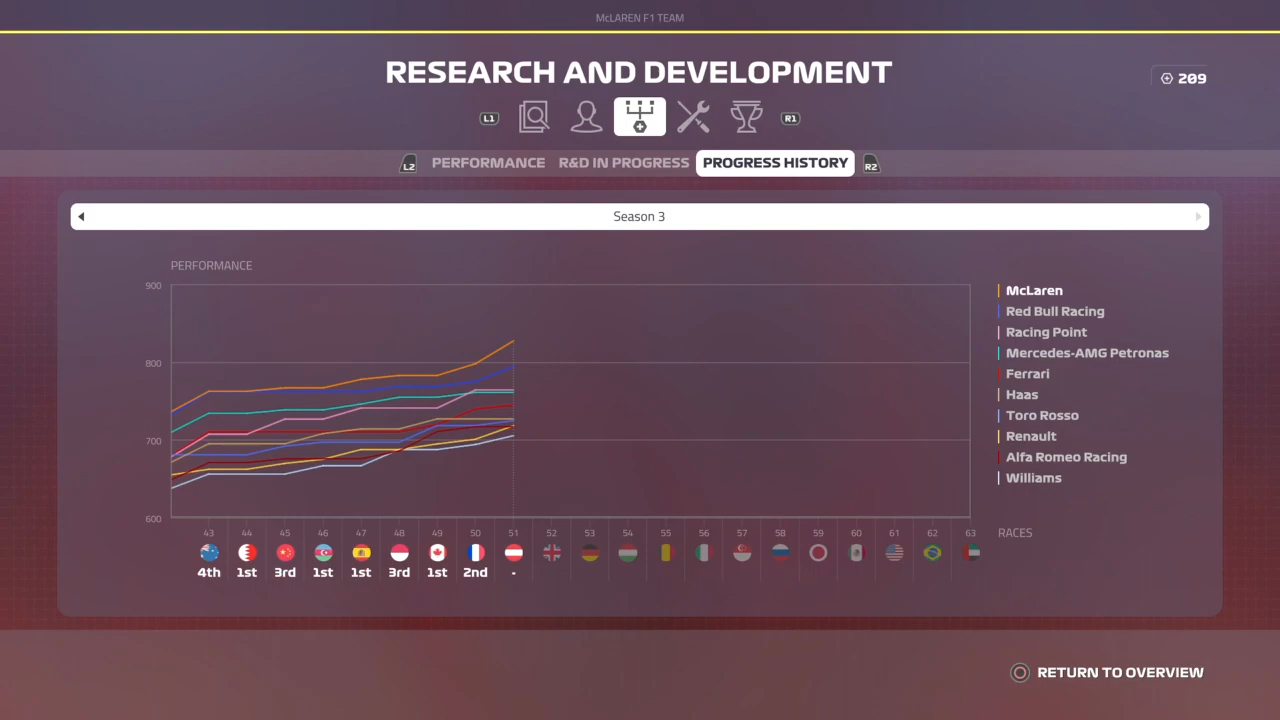 McLAREN F1 TEAM
RESEARCH AND DEVELOPMENT
209
L1
R1
L2 PERFORMANCE R&D IN PROGRESS PROGRESS HISTORY R2
Season 3
PERFORMANCE
900
800
700
600
McLaren
Red Bull Racing
Racing Point
Mercedes-AMG Petronas
Ferrari
Haas
Toro Rosso
Renault
Alfa Romeo Racing
Williams
43 44 45 46 47 48 49 50 51 52 53 54 55 56 57 58 59 60 61 62 63 RACES
4th 1st 3rd 1st 1st 3rd 1st 2nd -
RETURN TO OVERVIEW